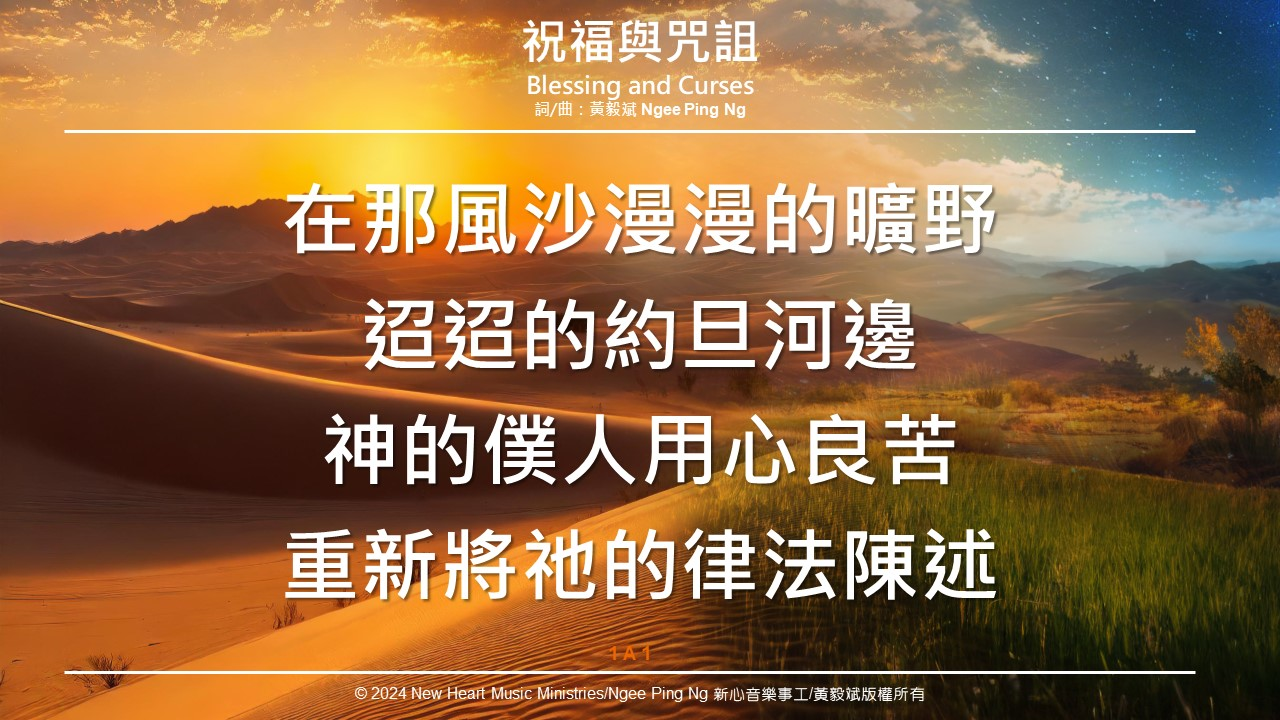 祝福與咒詛
Blessing and Curses
詞/曲：黃毅斌 Ngee Ping Ng
在那風沙漫漫的曠野
迢迢的約旦河邊
神的僕人用心良苦
重新將祂的律法陳述
1A1
© 2024 New Heart Music Ministries/Ngee Ping Ng 新心音樂事工/黃毅斌版權所有